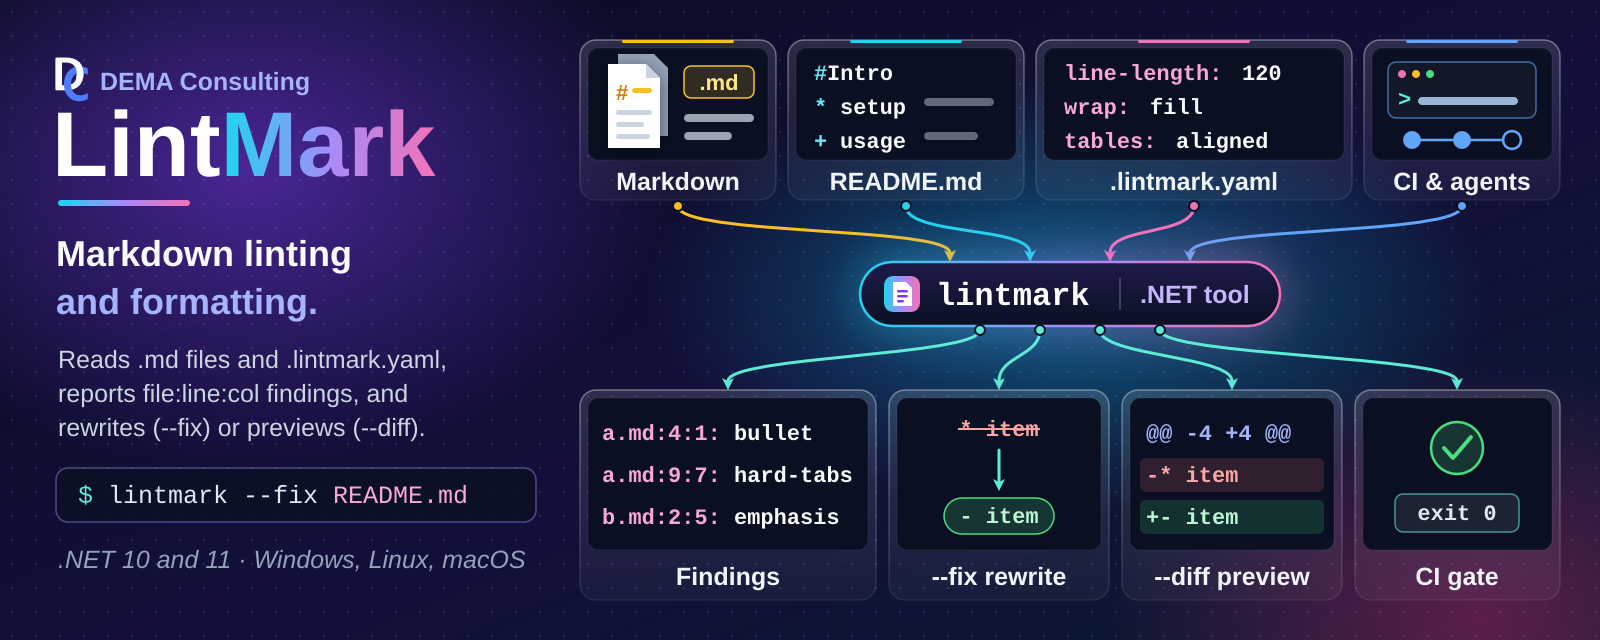 DC DEMA Consulting
LintMark
Markdown linting
and formatting.
Reads .md files and .lintmark.yaml,
reports file:line:col findings, and
rewrites (--fix) or previews (--diff).
$ lintmark --fix README.md
.NET 10 and 11 · Windows, Linux, macOS
# .md
Markdown
#Intro
* setup
+ usage
README.md
line-length: 120
wrap: fill
tables: aligned
.lintmark.yaml
>
CI & agents
lintmark .NET tool
a.md:4:1: bullet
a.md:9:7: hard-tabs
b.md:2:5: emphasis
Findings
* item
- item
--fix rewrite
@@ -4 +4 @@
-* item
+- item
--diff preview
exit 0
CI gate